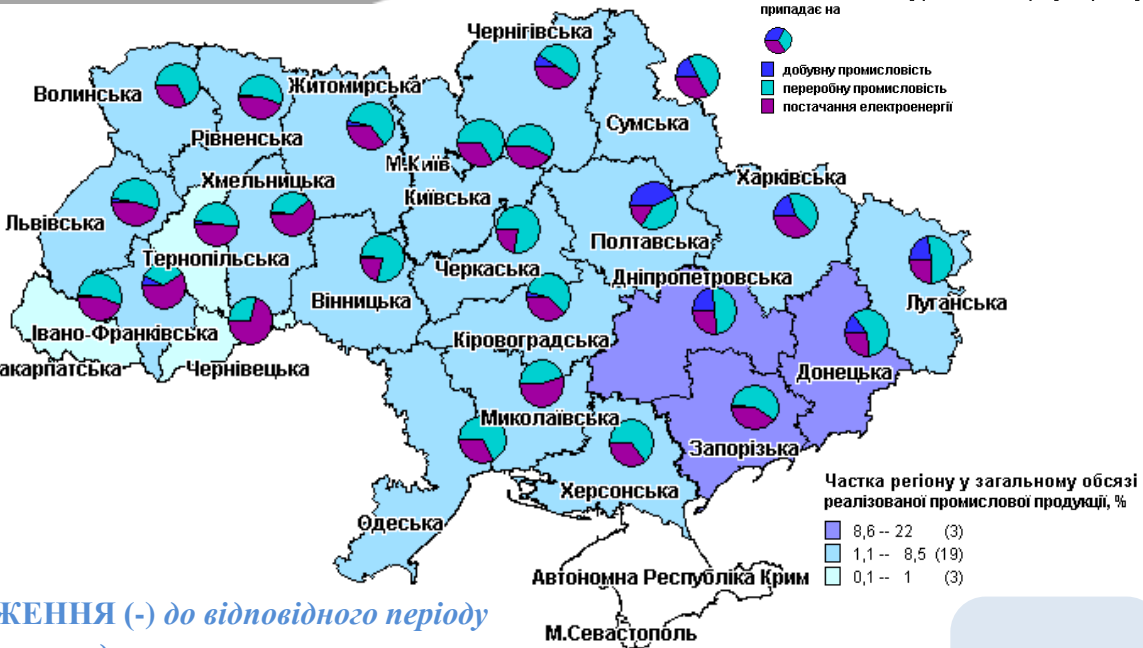 припадає на
добувну промисловість
переробну промисловість
постачання електроенергії
Чернігівська
Волинська
Житомирська
Сумська
Рівненська
М.Київ
Хмельницька
Харківська
Київська
Львівська
Полтавська
Тернопільська
Черкаська
Дніпропетровська
Вінницька
Луганська
Івано-Франківська
Кіровоградська
акарпатська
Чернівецька
Донецька
Миколаївська
Запорізька
Херсонська
Одеська
Частка регіону у загальному обсязі
реалізованої промислової продукції, %
8,6 -- 22 (3)
1,1 -- 8,5 (19)
0,1 -- 1 (3)
Автономна Республіка Крим
М.Севастополь
ЖЕННЯ (-) до відповідного періоду